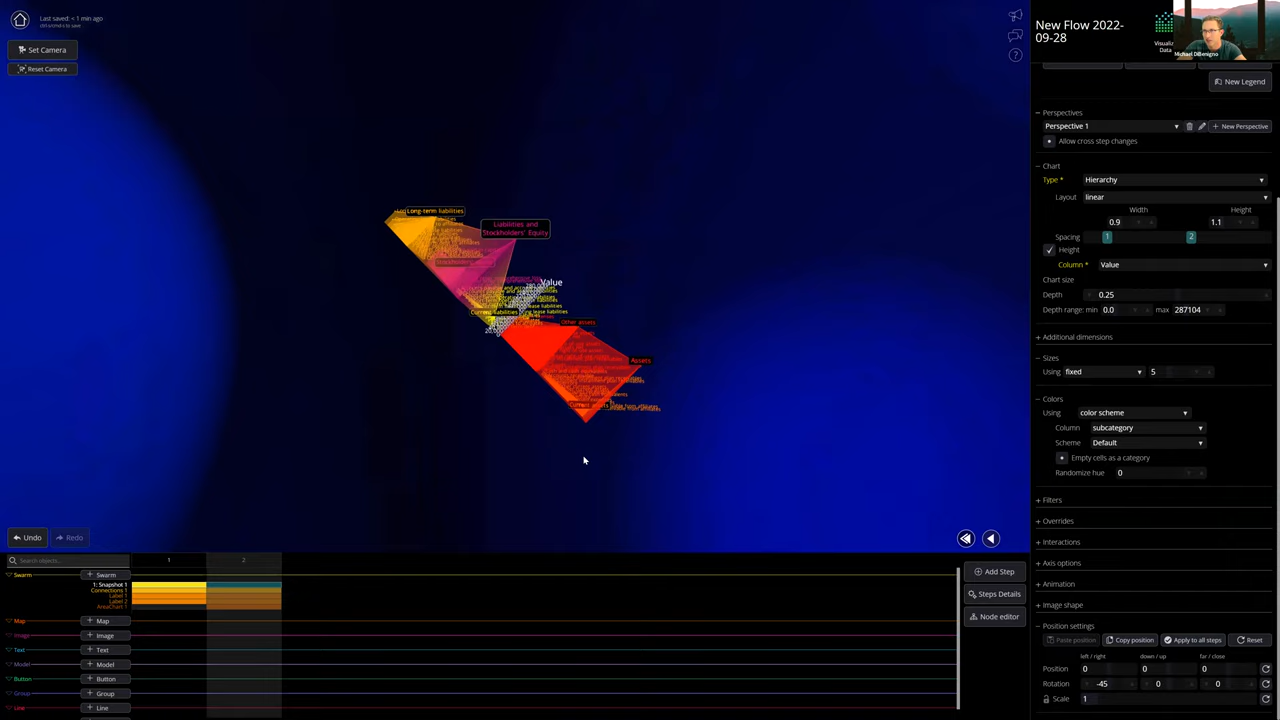 Last saved: < 1 min ago
Set Camera
Reset Camera
New Flow 2022-
09-28
Visualize
Data
Michael DiBenigno
New Legend
Perspectives
Perspective 1
New Perspective
Allow cross step changes
Chart
Type * Hierarchy
Layout linear
Width Height
0.9 1.1
Spacing 1 2
Height
Column * Value
Chart size
Depth 0.25
Depth range: min 0.0 max 287104
Additional dimensions
Sizes
Using fixed 5
Colors
Using color scheme
Column subcategory
Scheme Default
Empty cells as a category
Randomize hue 0
Filters
Overrides
Interactions
Axis options
Animation
Image shape
Position settings
Paste position Copy position Apply to all steps Reset
left / right down / up far / close
Position 0 0 0
Rotation -45 0 0
Scale 1
Long-term liabilities
Liabilities and
Stockholders' Equity
Value
Current liabilities
Other assets
Assets
Current assets
Undo Redo
Search objects...
1 2
Swarm + Swarm
1: Snapshot 1
Connections 1
Label 1
Label 2
AreaChart 1
Map + Map
Image + Image
Text + Text
Model + Model
Button + Button
Group + Group
Line + Line
Add Step
Steps Details
Node editor